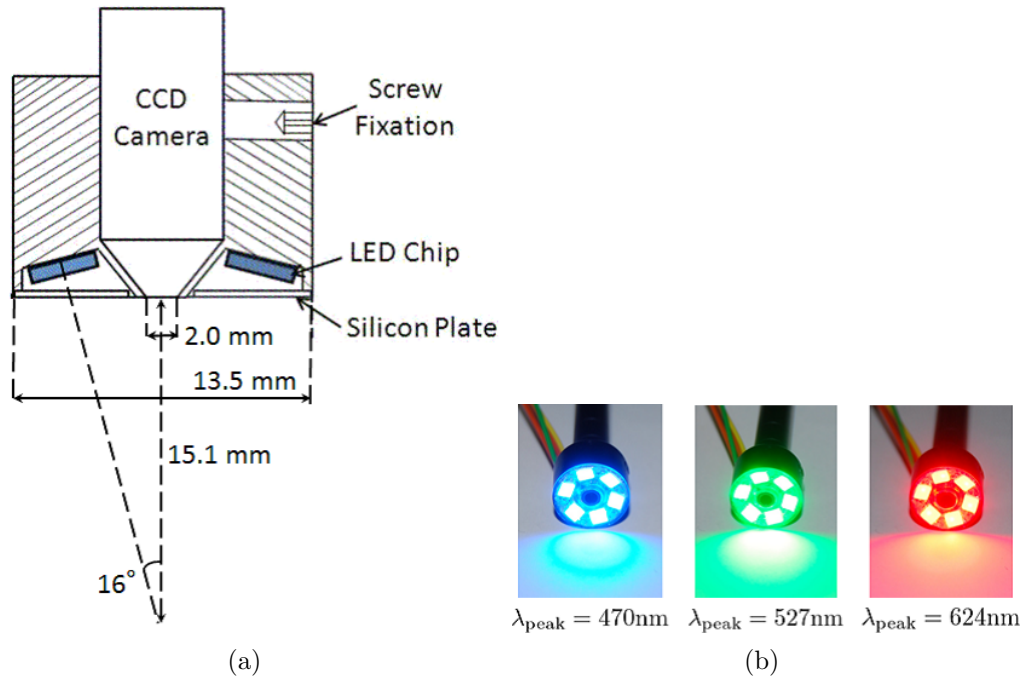 CCD
Camera
Screw
Fixation
LED Chip
Silicon Plate
2.0 mm
13.5 mm
15.1 mm
16°
λpeak = 470nm
λpeak = 527nm
λpeak = 624nm
(a)
(b)